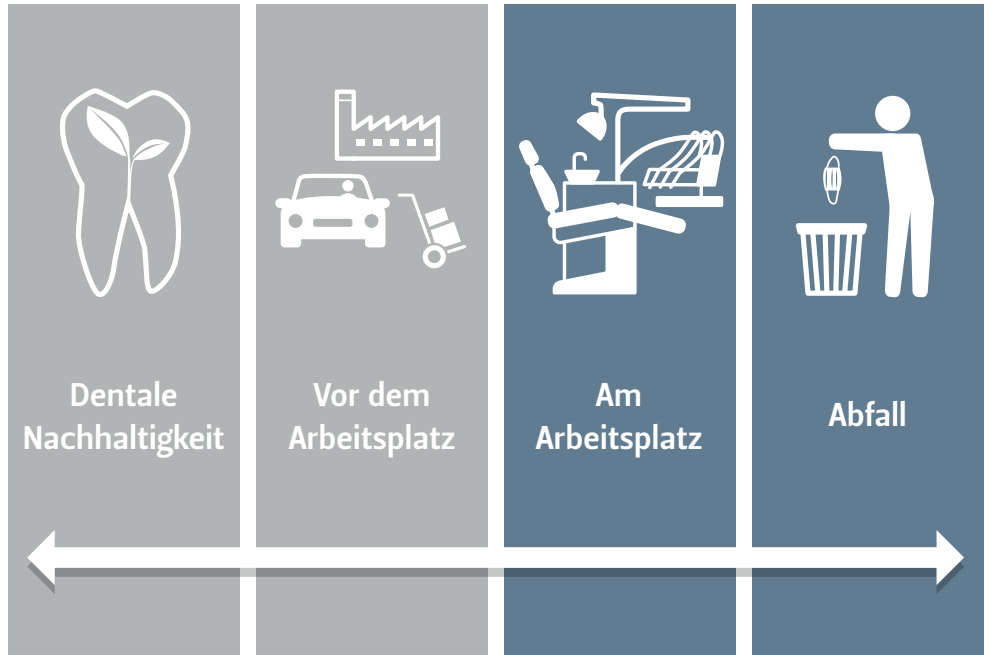 Dentale
Nachhaltigkeit
Vor dem
Arbeitsplatz
Am
Arbeitsplatz
Abfall